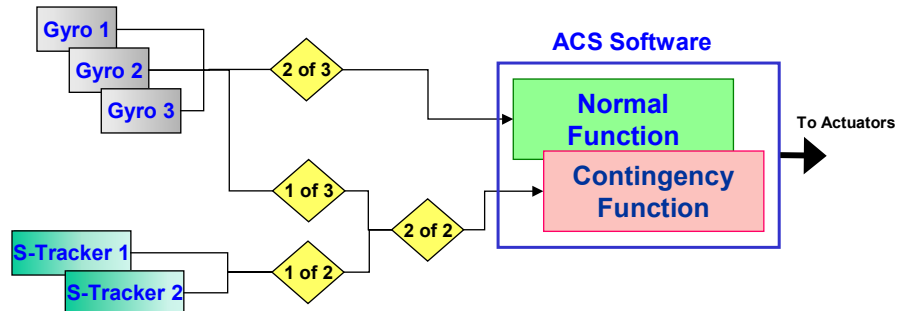 Gyro 1
Gyro 2
Gyro 3
2 of 3
ACS Software
Normal
Function
To Actuators
1 of 3
2 of 2
Contingency
Function
S-Tracker 1
S-Tracker 2
1 of 2